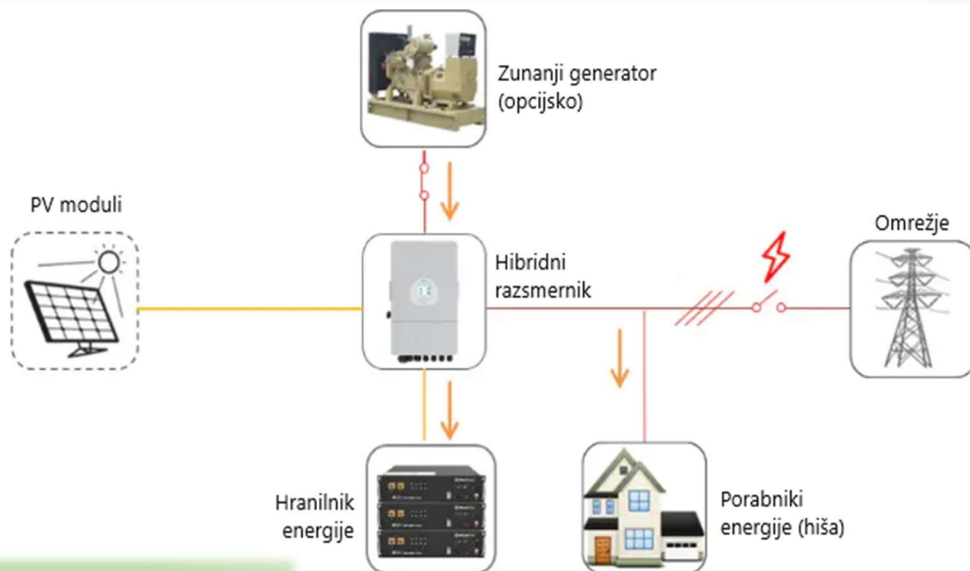 Zunanji generator
(opcijsko)
PV moduli
Omrežje
Hibridni
razsmernik
Hranilnik
energije
Porabniki
energije (hiša)